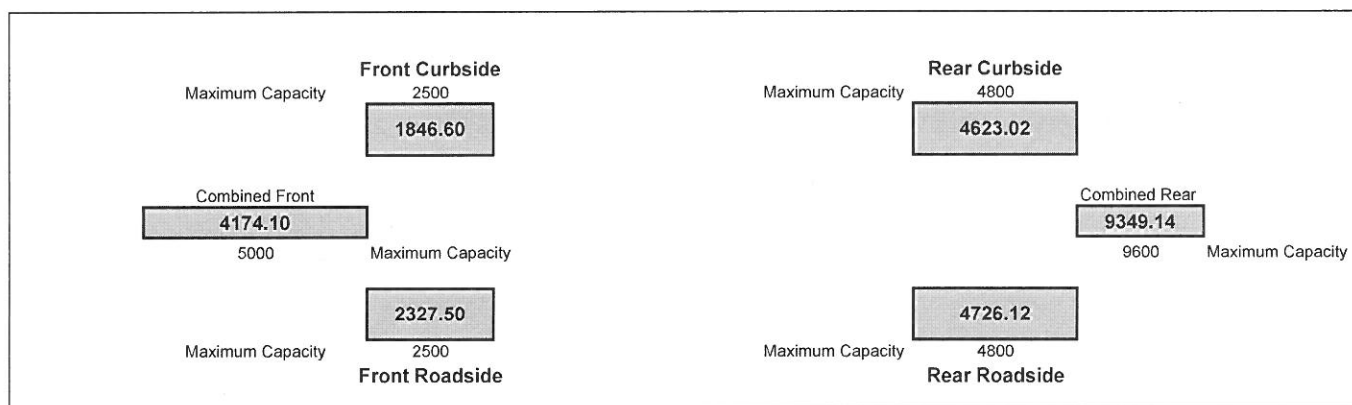 Front Curbside
Maximum Capacity 2500
1846.60
Rear Curbside
Maximum Capacity 4800
4623.02
Combined Front
4174.10
5000 Maximum Capacity
Combined Rear
9349.14
9600 Maximum Capacity
2327.50
Maximum Capacity 2500
Front Roadside
4726.12
Maximum Capacity 4800
Rear Roadside